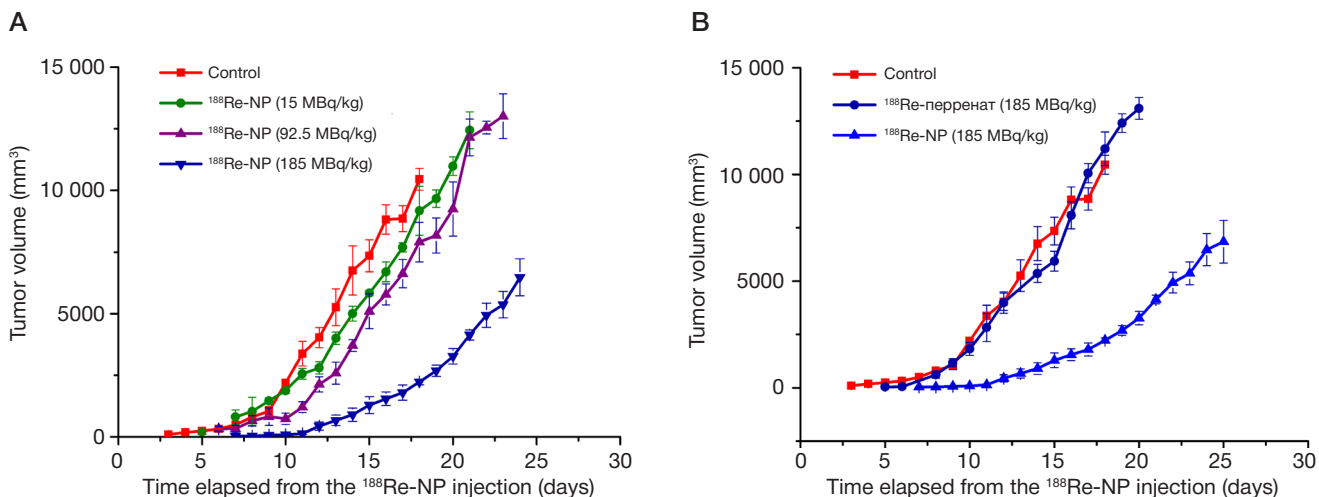 A
Control
¹⁸⁸Re-NP (15 MBq/kg)
¹⁸⁸Re-NP (92.5 MBq/kg)
¹⁸⁸Re-NP (185 MBq/kg)
15 000
10 000
5000
0
Tumor volume (mm³)
0 5 10 15 20 25 30
Time elapsed from the ¹⁸⁸Re-NP injection (days)
B
Control
¹⁸⁸Re-перренат (185 MBq/kg)
¹⁸⁸Re-NP (185 MBq/kg)
15 000
10 000
5000
0
Tumor volume (mm³)
0 5 10 15 20 25 30
Time elapsed from the ¹⁸⁸Re-NP injection (days)